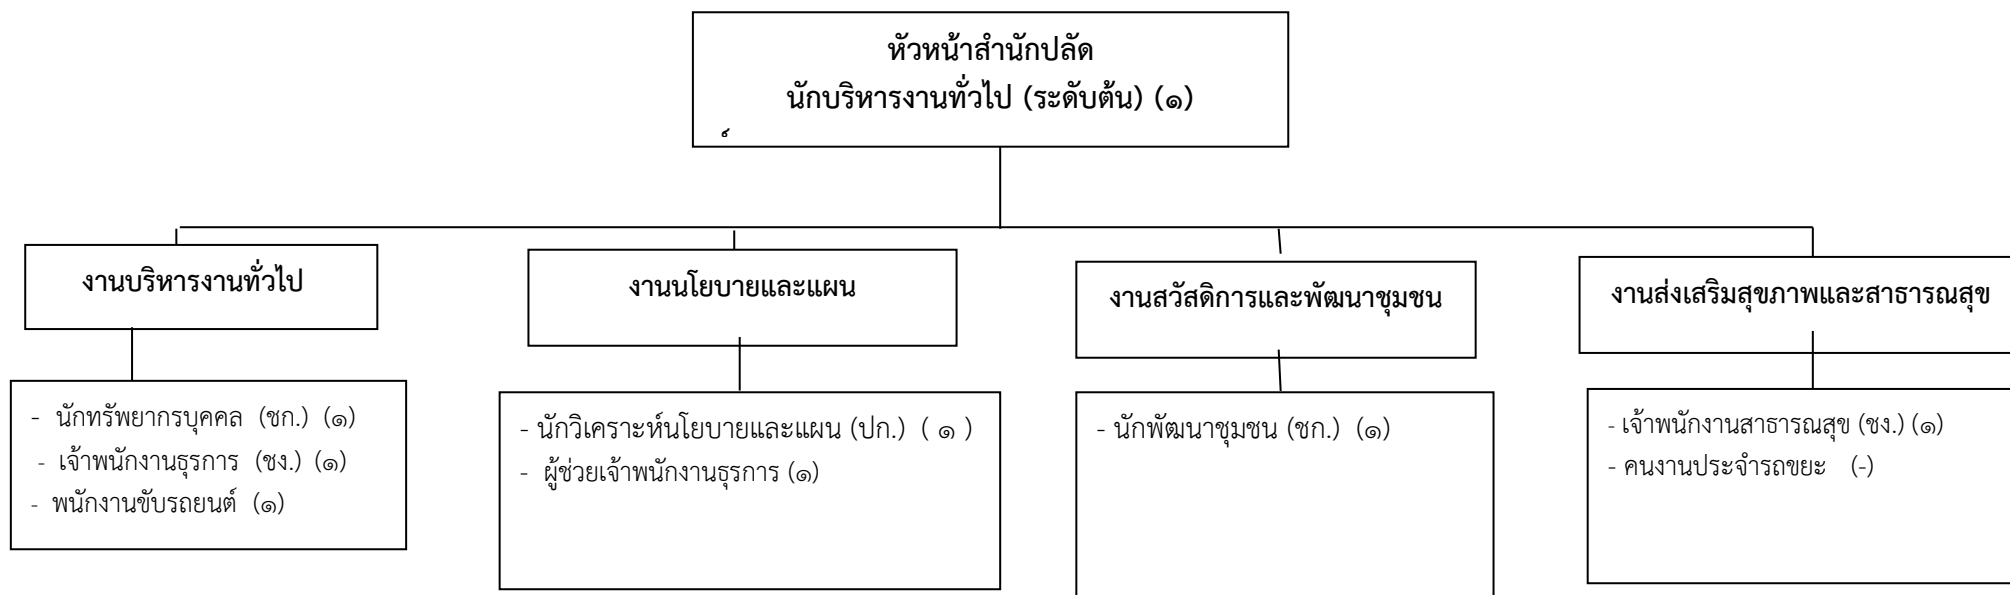 หัวหน้าสำนักปลัด
นักบริหารงานทั่วไป (ระดับต้น) (๑)
์
งานบริหารงานทั่วไป
- นักทรัพยากรบุคคล (ชก.) (๑)
- เจ้าพนักงานธุรการ (ชง.) (๑)
- พนักงานขับรถยนต์ (๑)
งานนโยบายและแผน
- นักวิเคราะห์นโยบายและแผน (ปก.) ( ๑ )
- ผู้ช่วยเจ้าพนักงานธุรการ (๑)
งานสวัสดิการและพัฒนาชุมชน
- นักพัฒนาชุมชน (ชก.) (๑)
งานส่งเสริมสุขภาพและสาธารณสุข
- เจ้าพนักงานสาธารณสุข (ชง.) (๑)
- คนงานประจำรถขยะ (-)